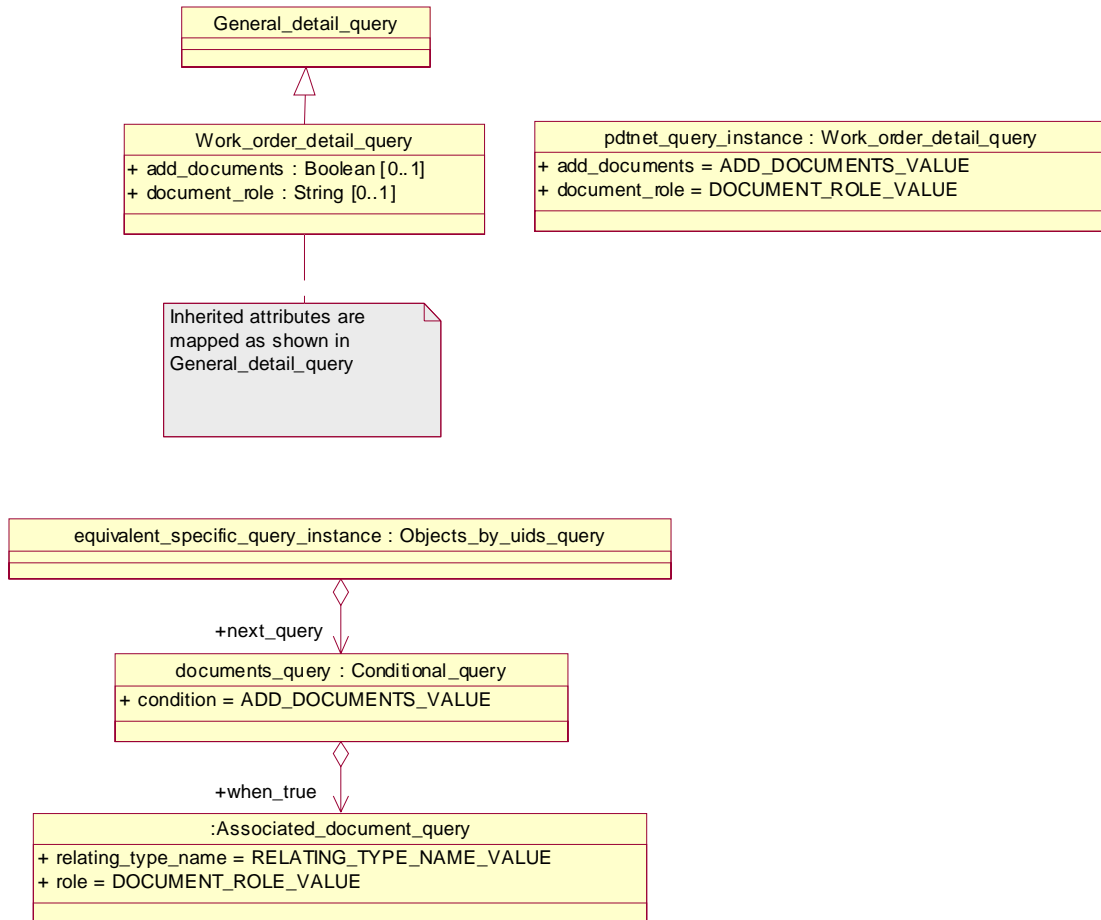 General_detail_query
Work_order_detail_query
+ add_documents : Boolean [0..1]
+ document_role : String [0..1]
pdtnet_query_instance : Work_order_detail_query
+ add_documents = ADD_DOCUMENTS_VALUE
+ document_role = DOCUMENT_ROLE_VALUE
Inherited attributes are
mapped as shown in
General_detail_query
equivalent_specific_query_instance : Objects_by_uids_query
+next_query
documents_query : Conditional_query
+ condition = ADD_DOCUMENTS_VALUE
+when_true
:Associated_document_query
+ relating_type_name = RELATING_TYPE_NAME_VALUE
+ role = DOCUMENT_ROLE_VALUE